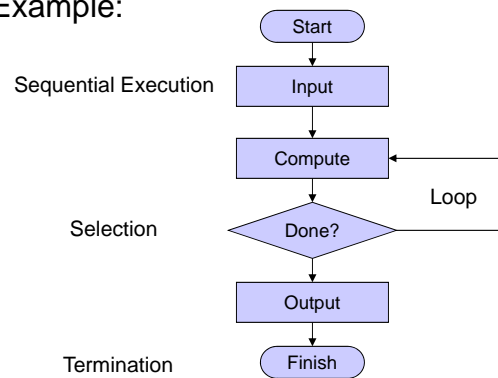 Example:
Start
Sequential Execution
Input
Compute
Loop
Selection
Done?
Output
Termination
Finish